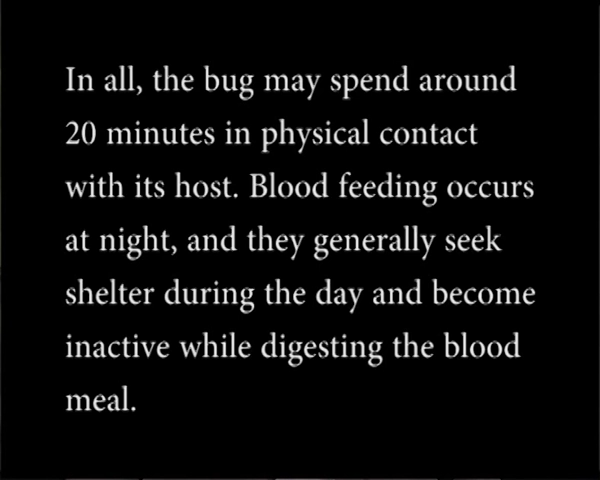 In all, the bug may spend around
20 minutes in physical contact
with its host. Blood feeding occurs
at night, and they generally seek
shelter during the day and become
inactive while digesting the blood
meal.